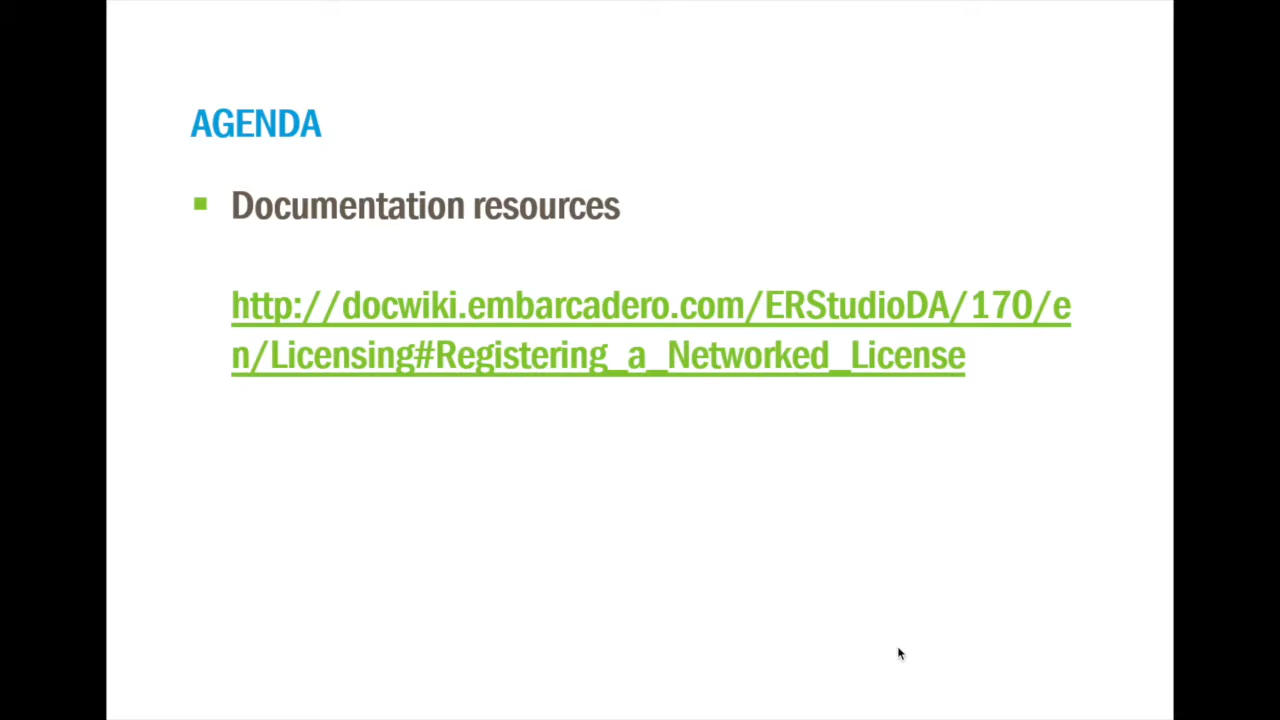 AGENDA
Documentation resources
http://docwiki.embarcadero.com/ERStudioDA/170/e
n/Licensing#Registering_a_Networked_License